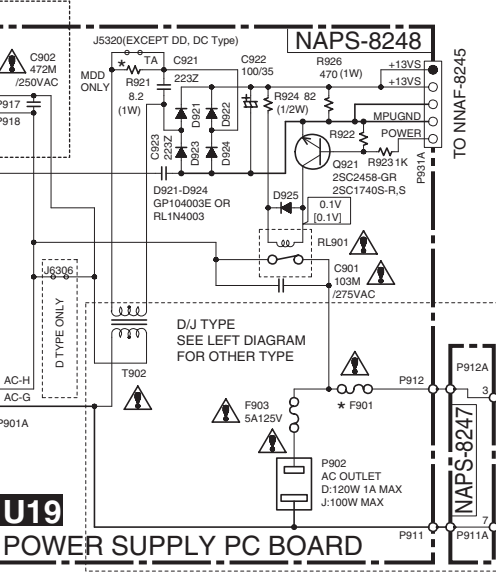 J5320(EXCEPT DD, DC Type)
NAPS-8248
C902
472M
/250VAC
* TA
MDD
ONLY
R921
8.2
(1W)
C921
223Z
C922
100/35
R926
470 (1W)
+13VS
+13VS
R924 82
(1/2W)
MPUGND
POWER
TO NNAF-8245
P917
P918
D921
D922
D923
D924
C923
223Z
R922
R9231K
P931A
Q921
2SC2458-GR
2SC1740S-R,S
D921-D924
GP104003E OR
RL1N4003
D925
0.1V
[0.1V]
RL901
C901
103M
/275VAC
J6306
D TYPE ONLY
D/J TYPE
SEE LEFT DIAGRAM
FOR OTHER TYPE
T902
AC-H
AC-G
P901A
F903
5A125V
* F901
P912
P912A
3
NAPS-8247
P902
AC OUTLET
D:120W 1A MAX
J:100W MAX
U19
POWER SUPPLY PC BOARD
P911
7
P911A